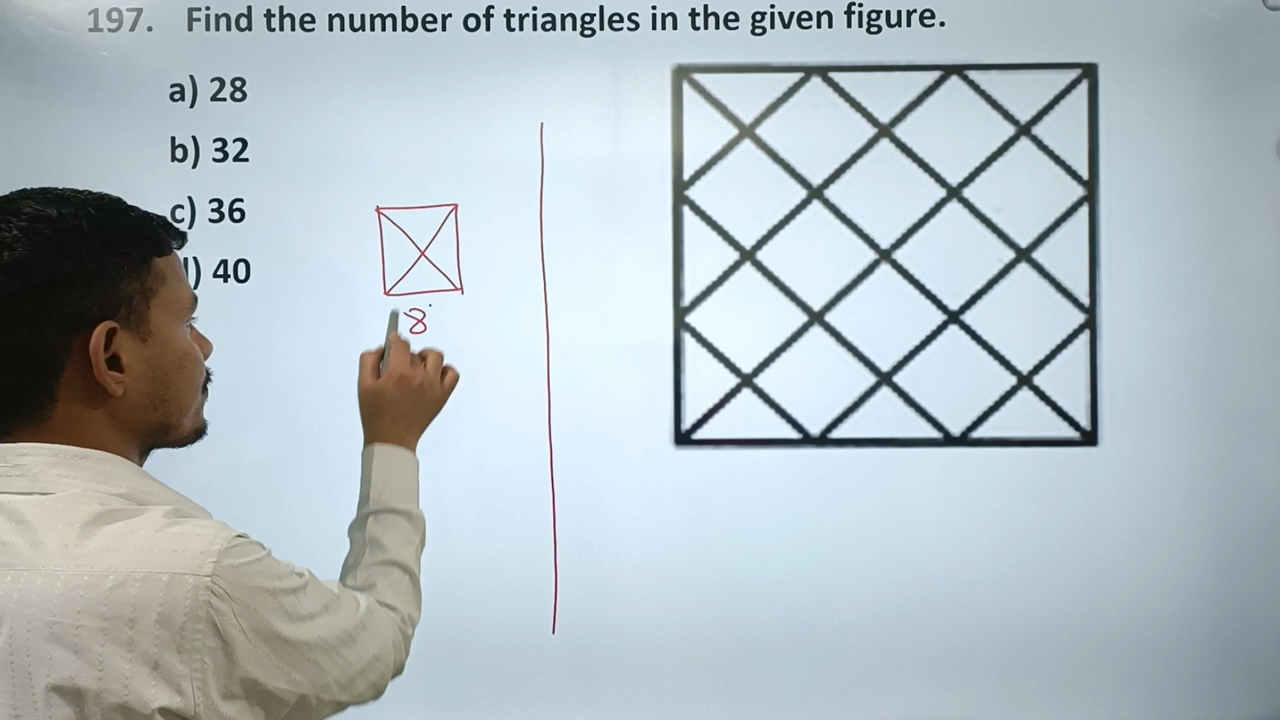 197. Find the number of triangles in the given figure.
a) 28
b) 32
c) 36
) 40
8